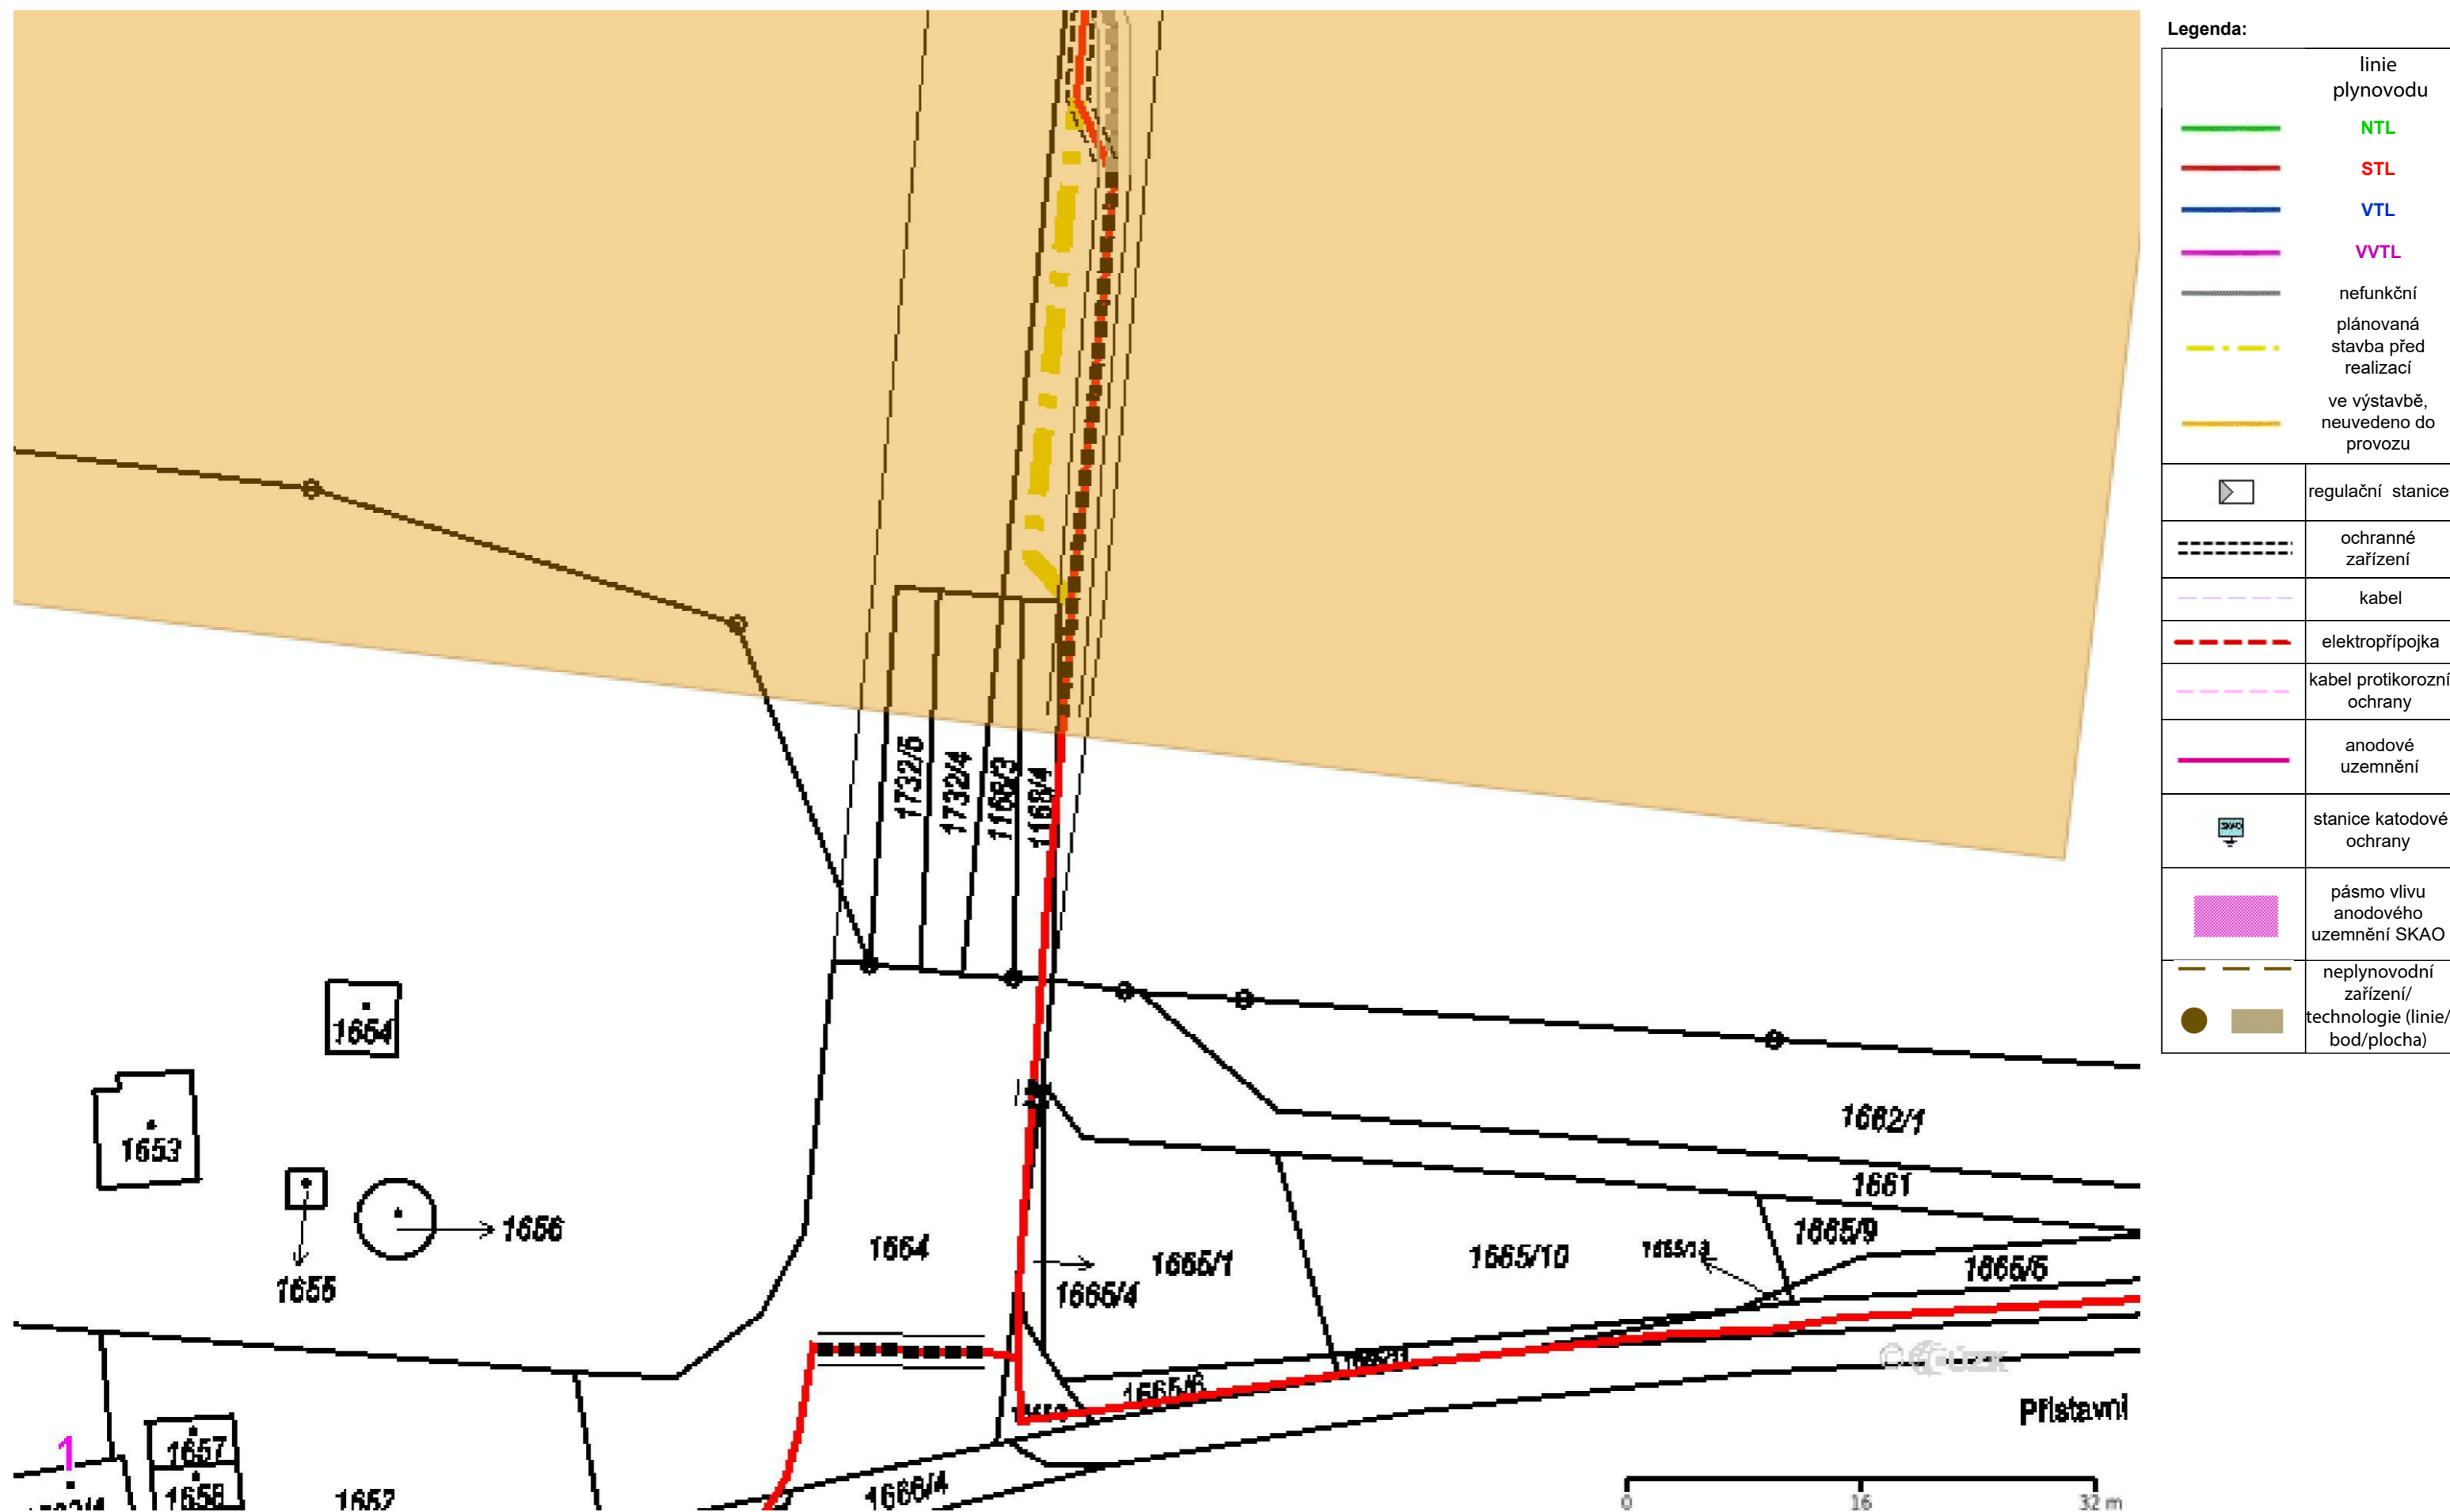 Legenda:
linie
plynovodu
NTL
STL
VTL
VVTL
nefunkční
plánovaná
stavba před
realizací
ve výstavbě,
neuvedeno do
provozu
regulační stanice
ochranné
zařízení
kabel
elektropřípojka
kabel protikorozní
ochrany
anodové
uzemnění
SKAO
stanice katodové
ochrany
pásmo vlivu
anodového
uzemnění SKAO
neplynovodní
zařízení/
technologie (linie/
bod/plocha)
1732/5
1732/4
1168/3
1168/4
1654
1653
1656
1655
1664
1665/4
1665/1
1665/10
1662/1
1661
1665/9
1665/5
1665/6
Přístavní
1
1657
1658
1652
1666/4
0 16 32 m